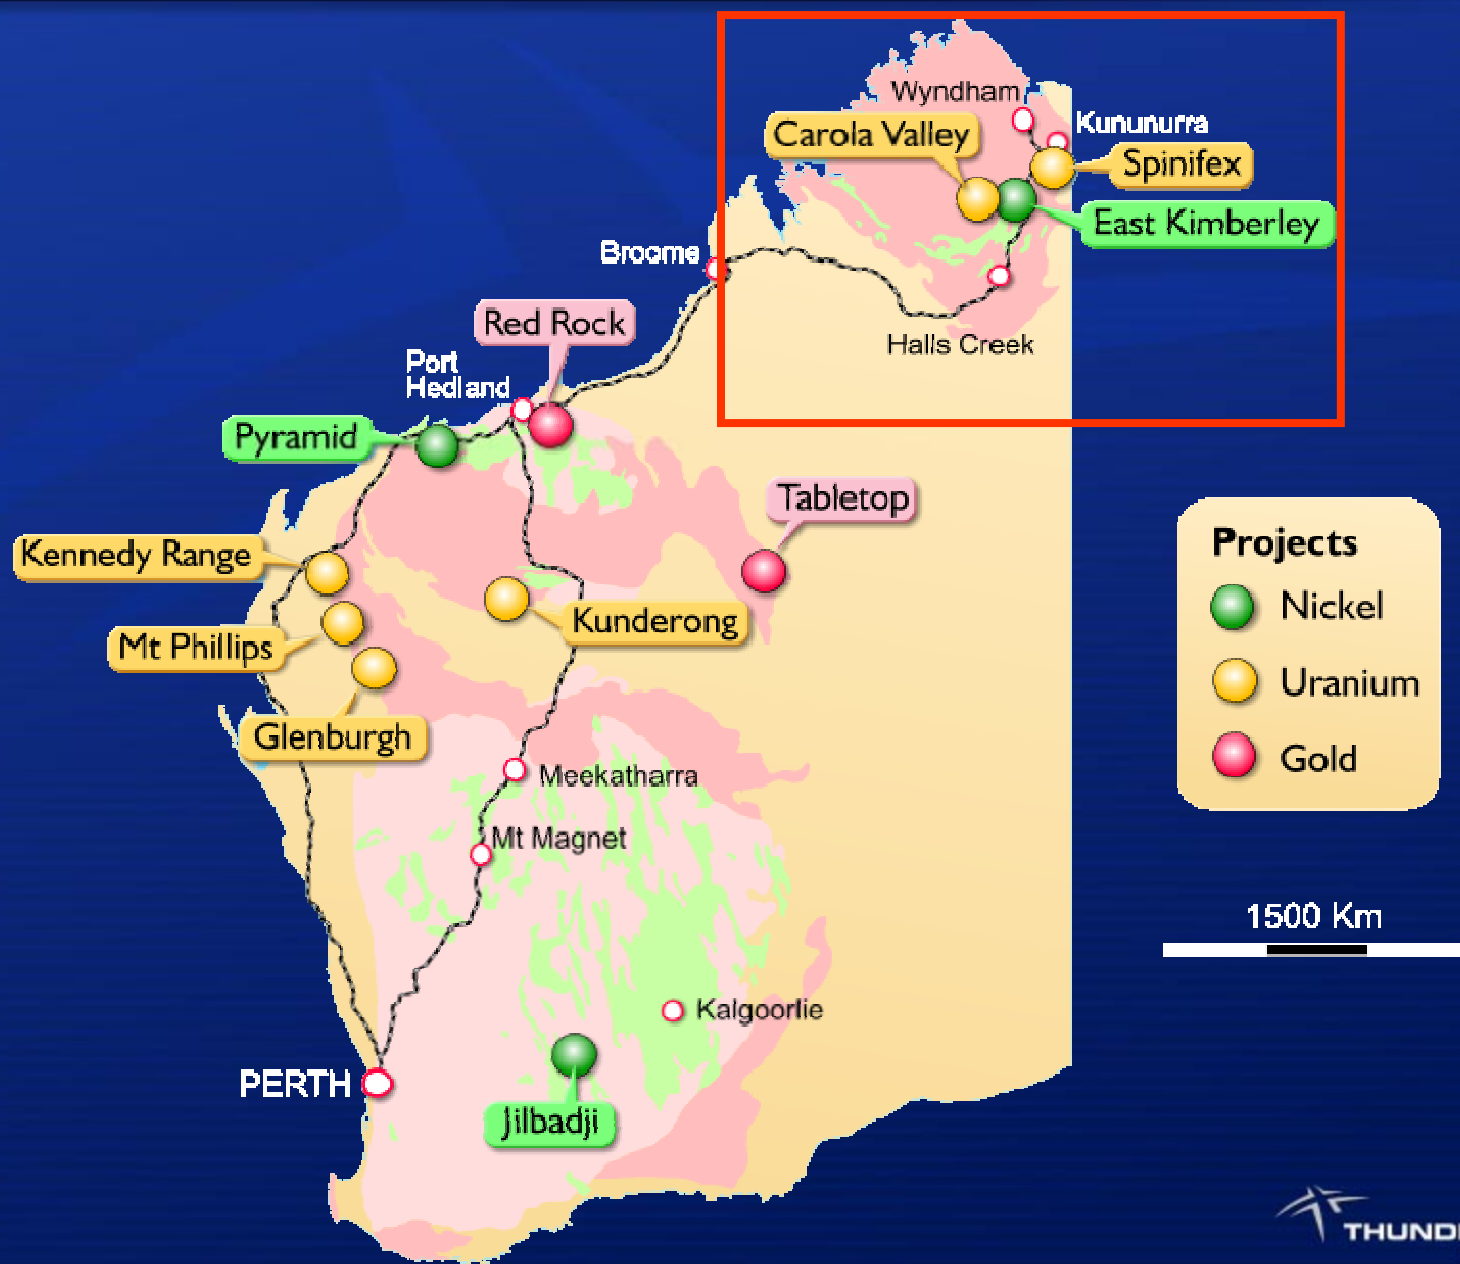 Wyndham
Kununurra
Carola Valley
Spinifex
East Kimberley
Broome
Halls Creek
Red Rock
Port
Hedland
Pyramid
Tabletop
Kennedy Range
Kunderong
Mt Phillips
Glenburgh
Meekatharra
Mt Magnet
Kalgoorlie
PERTH
Jilbadji
Projects
Nickel
Uranium
Gold
1500 Km